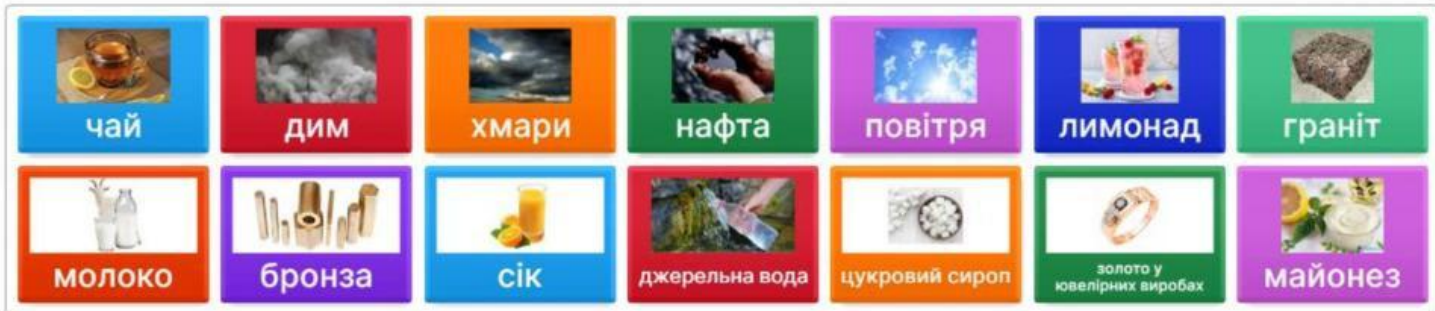 чай
дим
хмари
нафта
повітря
лимонад
граніт
молоко
бронза
сік
джерельна вода
цукровий сироп
золото у
ювелірних виробах
майонез